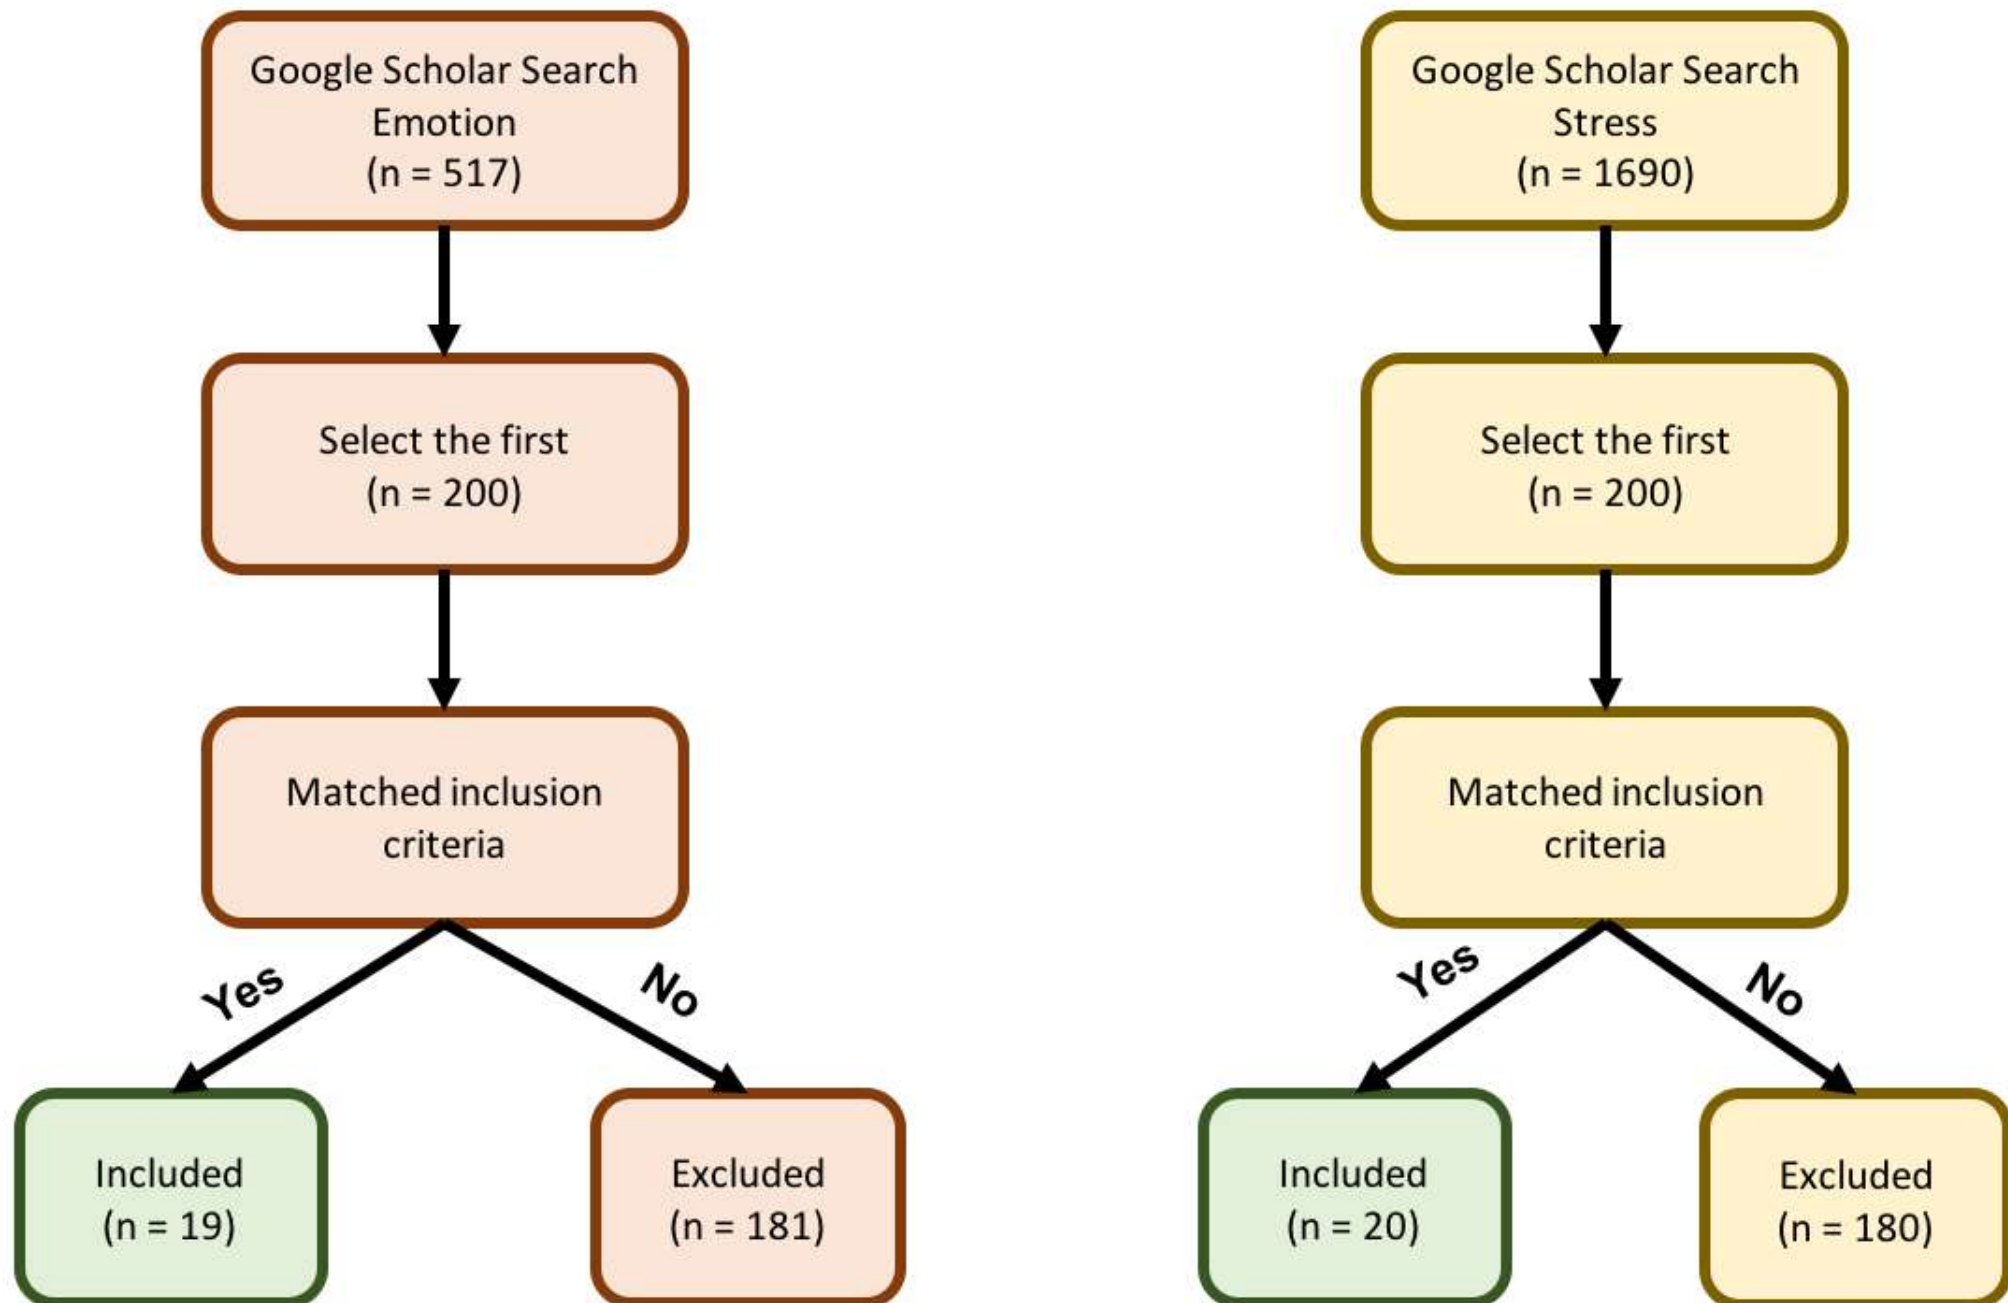 Google Scholar Search
Emotion
(n = 517)
Select the first
(n = 200)
Matched inclusion
criteria
Yes
No
Included
(n = 19)
Excluded
(n = 181)
Google Scholar Search
Stress
(n = 1690)
Select the first
(n = 200)
Matched inclusion
criteria
Yes
No
Included
(n = 20)
Excluded
(n = 180)